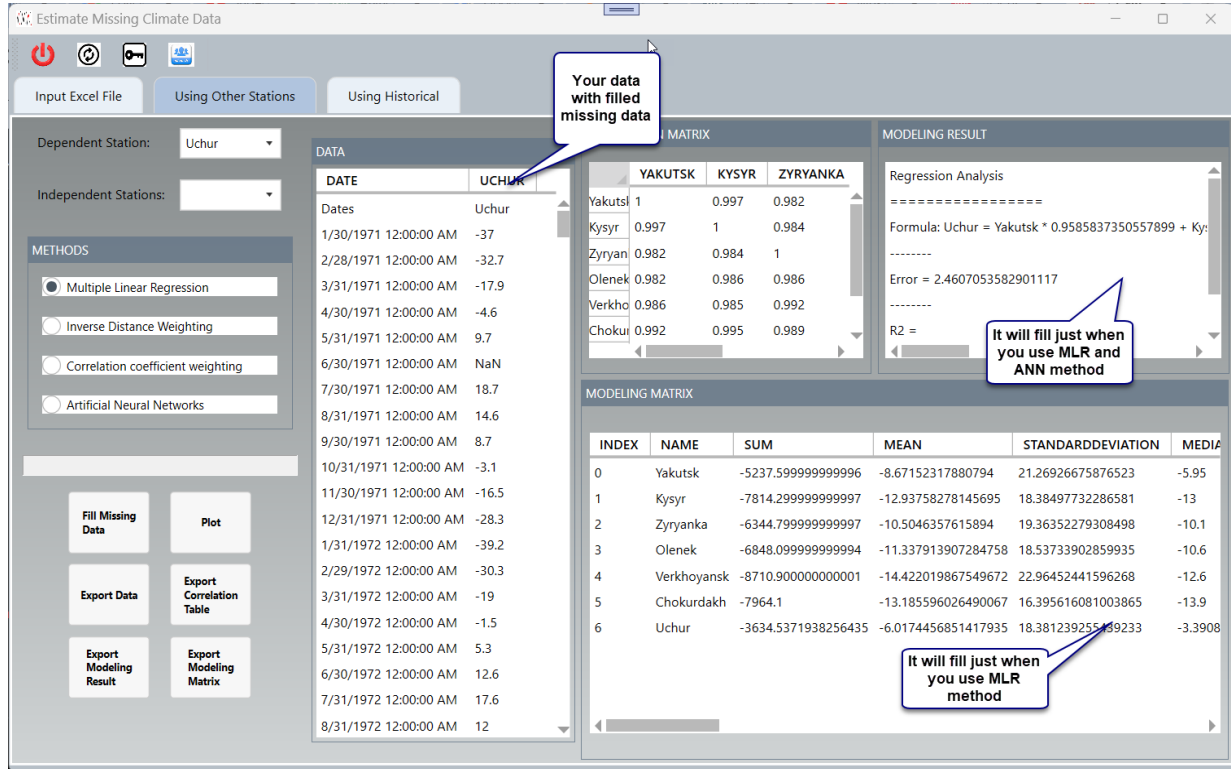 Estimate Missing Climate Data
Input Excel File
Using Other Stations
Using Historical
Your data
with filled
missing data
Dependent Station:
Uchur
Independent Stations:
METHODS
Multiple Linear Regression
Inverse Distance Weighting
Correlation coefficient weighting
Artificial Neural Networks
Fill Missing
Data
Plot
Export Data
Export
Correlation
Table
Export
Modeling
Result
Export
Modeling
Matrix
DATA
DATE UCHUR
Dates Uchur
1/30/1971 12:00:00 AM -37
2/28/1971 12:00:00 AM -32.7
3/31/1971 12:00:00 AM -17.9
4/30/1971 12:00:00 AM -4.6
5/31/1971 12:00:00 AM 9.7
6/30/1971 12:00:00 AM NaN
7/30/1971 12:00:00 AM 18.7
8/31/1971 12:00:00 AM 14.6
9/30/1971 12:00:00 AM 8.7
10/31/1971 12:00:00 AM -3.1
11/30/1971 12:00:00 AM -16.5
12/31/1971 12:00:00 AM -28.3
1/31/1972 12:00:00 AM -39.2
2/29/1972 12:00:00 AM -30.3
3/31/1972 12:00:00 AM -19
4/30/1972 12:00:00 AM -1.5
5/31/1972 12:00:00 AM 5.3
6/30/1972 12:00:00 AM 12.6
7/31/1972 12:00:00 AM 17.6
8/31/1972 12:00:00 AM 12
N MATRIX
YAKUTSK KYSYR ZYRYANKA
Yakutsk 1 0.997 0.982
Kysyr 0.997 1 0.984
Zyryan 0.982 0.984 1
Olenek 0.982 0.986 0.986
Verkho 0.986 0.985 0.992
Chokur 0.992 0.995 0.989
MODELING RESULT
Regression Analysis
=================
Formula: Uchur = Yakutsk * 0.9585837350557899 + Ky
--------
Error = 2.4607053582901117
--------
R2 =
It will fill just when
you use MLR and
ANN method
MODELING MATRIX
INDEX NAME SUM MEAN STANDARDDEVIATION MEDIA
0 Yakutsk -5237.599999999996 -8.67152317880794 21.26926675876523 -5.95
1 Kysyr -7814.299999999997 -12.93758278145695 18.38497732286581 -13
2 Zyryanka -6344.799999999997 -10.5046357615894 19.36352279308498 -10.1
3 Olenek -6848.099999999994 -11.337913907284758 18.53733902859935 -10.6
4 Verkhoyansk -8710.900000000001 -14.422019867549672 22.96452441596268 -12.6
5 Chokurdakh -7964.1 -13.185596026490067 16.395616081003865 -13.9
6 Uchur -3634.5371938256435 -6.0174456851417935 -3.3908
It will fill just when
you use MLR
method